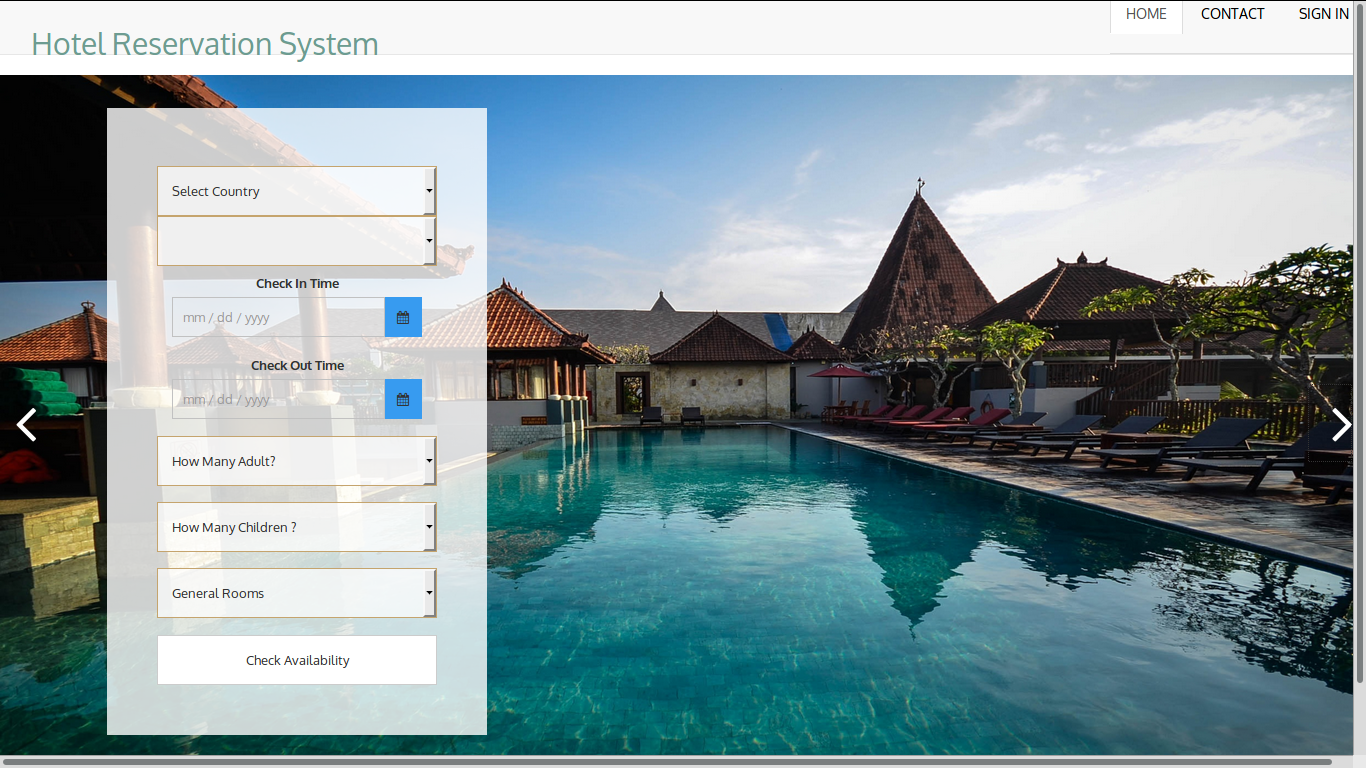 HOME CONTACT SIGN IN
Hotel Reservation System
Select Country
Check In Time
mm / dd / yyyy
Check Out Time
mm / dd / yyyy
How Many Adult?
How Many Children ?
General Rooms
Check Availability